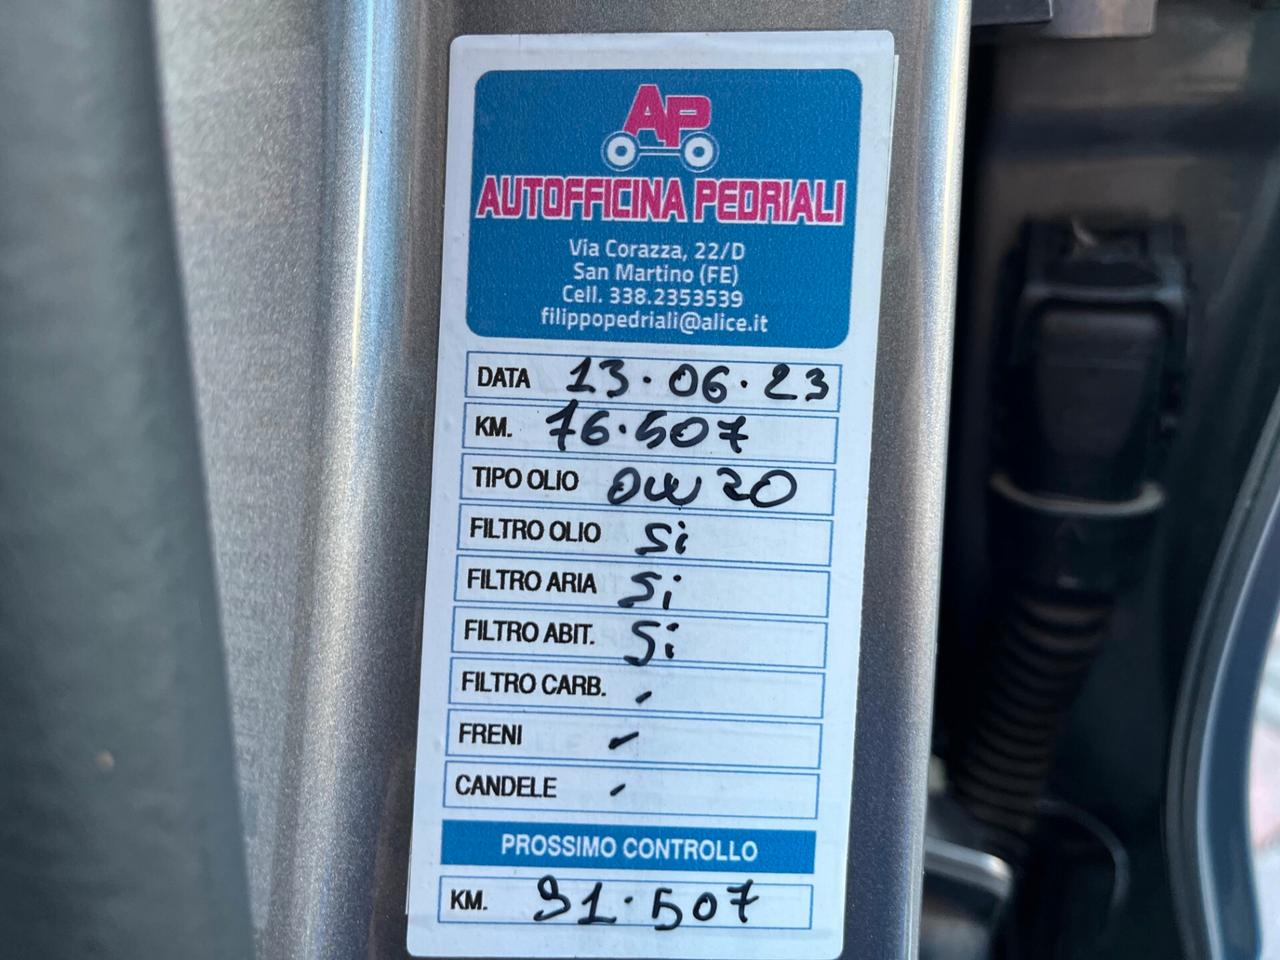 AP
AUTOFFICINA PEDRIALI
Via Corazza, 22/D
San Martino (FE)
Cell. 338.2353539
filippopedriali@alice.it
DATA 13.06.23
KM. 76.507
TIPO OLIO 0W20
FILTRO OLIO Si
FILTRO ARIA Si
FILTRO ABIT. Si
FILTRO CARB. -
FRENI -
CANDELE -
PROSSIMO CONTROLLO
KM. 91.507